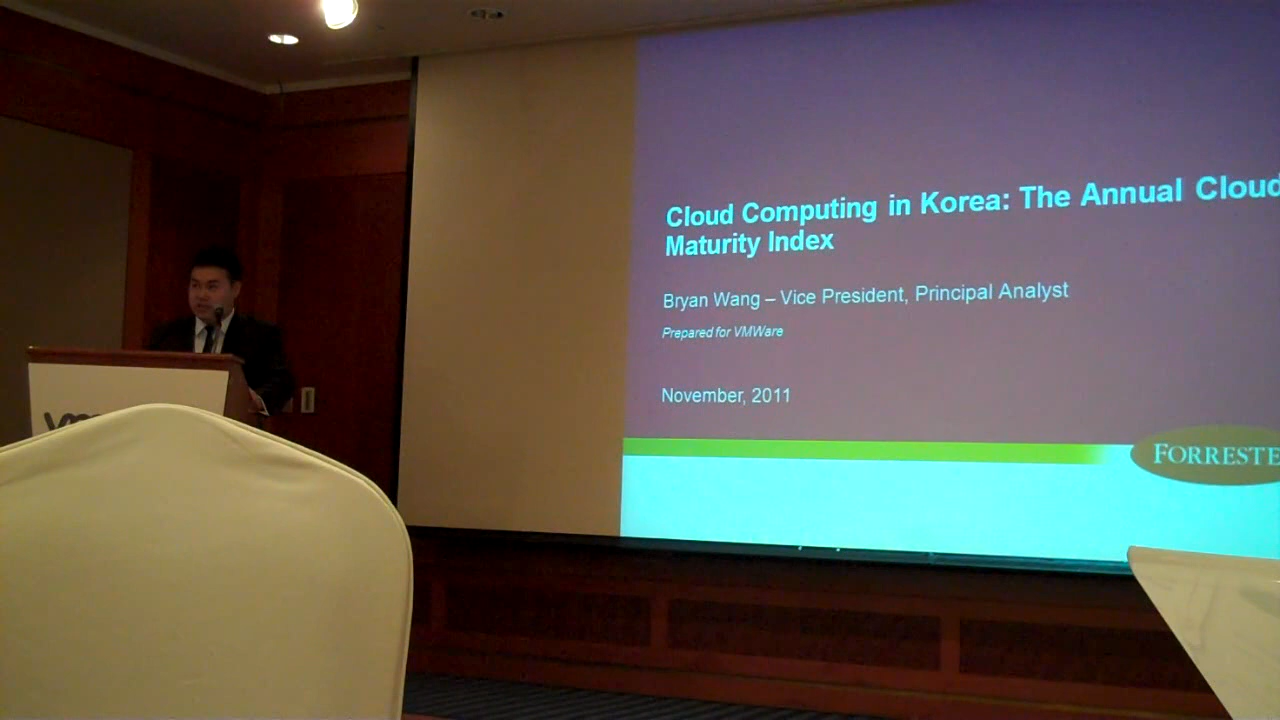 Cloud Computing in Korea: The Annual Cloud
Maturity Index
Bryan Wang – Vice President, Principal Analyst
Prepared for VMWare
November, 2011
FORRESTE